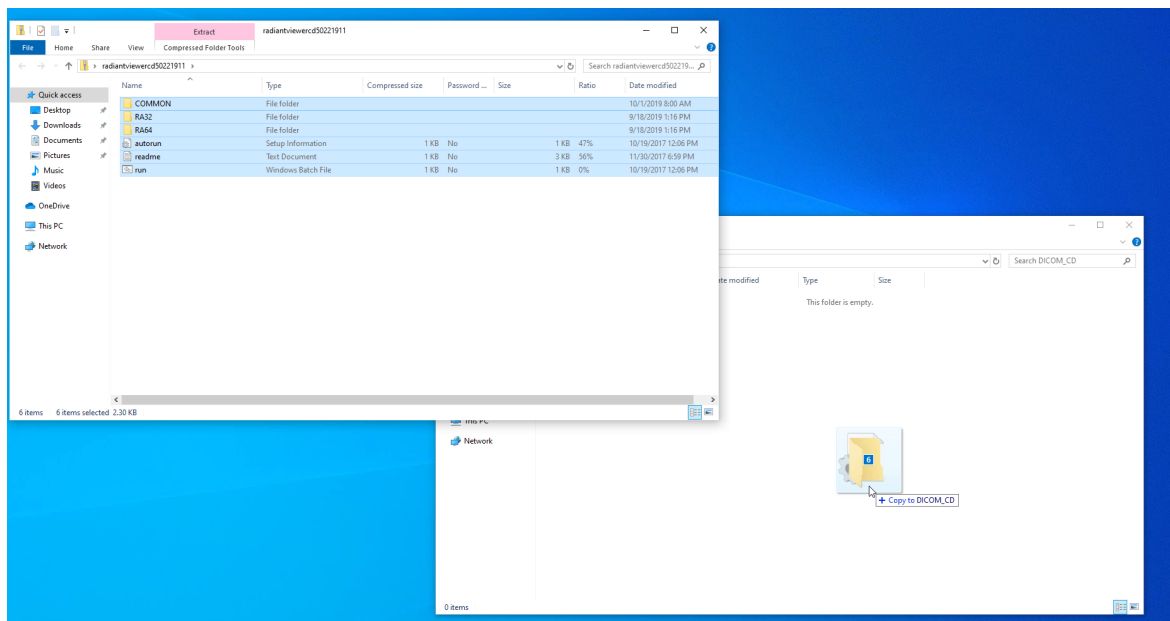 Extract radiantviewercd50221911
File Home Share View Compressed Folder Tools
radiantviewercd50221911 Search radiantviewercd502219...
Name Type Compressed size Password ... Size Ratio Date modified
Quick access
Desktop
Downloads
Documents
Pictures
Music
Videos
OneDrive
This PC
Network
COMMON File folder 10/1/2019 8:00 AM
RA32 File folder 9/18/2019 1:16 PM
RA64 File folder 9/18/2019 1:16 PM
autorun Setup Information 1 KB No 1 KB 47% 10/19/2017 12:06 PM
readme Text Document 1 KB No 3 KB 56% 11/30/2017 6:59 PM
run Windows Batch File 1 KB No 1 KB 0% 10/19/2017 12:06 PM
6 items 6 items selected 2.30 KB
Search DICOM_CD
ate modified Type Size
This folder is empty.
This PC
Network
6
+ Copy to DICOM_CD
0 items